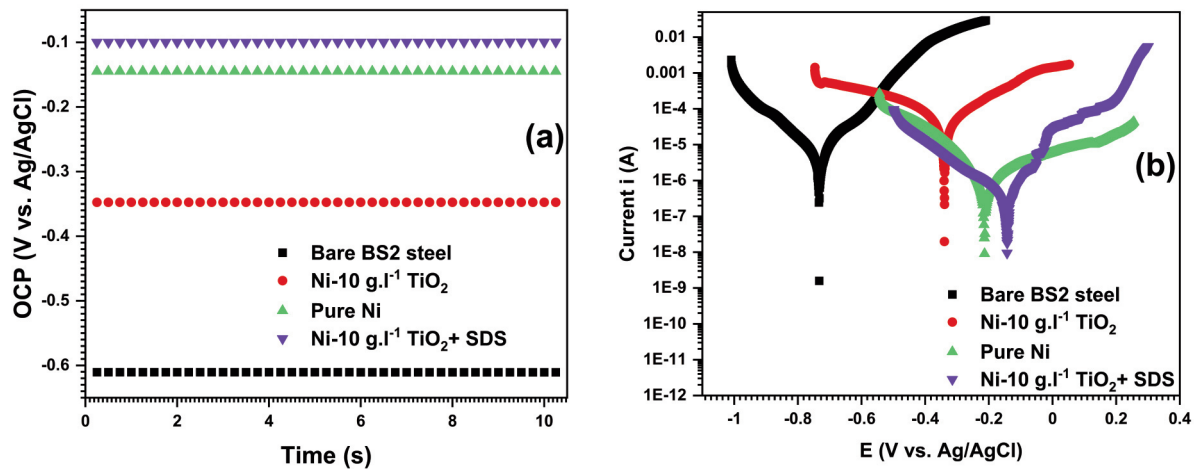 (a)
OCP (V vs. Ag/AgCl)
-0.1
-0.2
-0.3
-0.4
-0.5
-0.6
Bare BS2 steel
Ni-10 g.l⁻¹ TiO₂
Pure Ni
Ni-10 g.l⁻¹ TiO₂+ SDS
0 2 4 6 8 10
Time (s)
(b)
Current i (A)
0.01
0.001
1E-4
1E-5
1E-6
1E-7
1E-8
1E-9
1E-10
1E-11
1E-12
Bare BS2 steel
Ni-10 g.l⁻¹ TiO₂
Pure Ni
Ni-10 g.l⁻¹ TiO₂+ SDS
-1 -0.8 -0.6 -0.4 -0.2 0 0.2 0.4
E (V vs. Ag/AgCl)